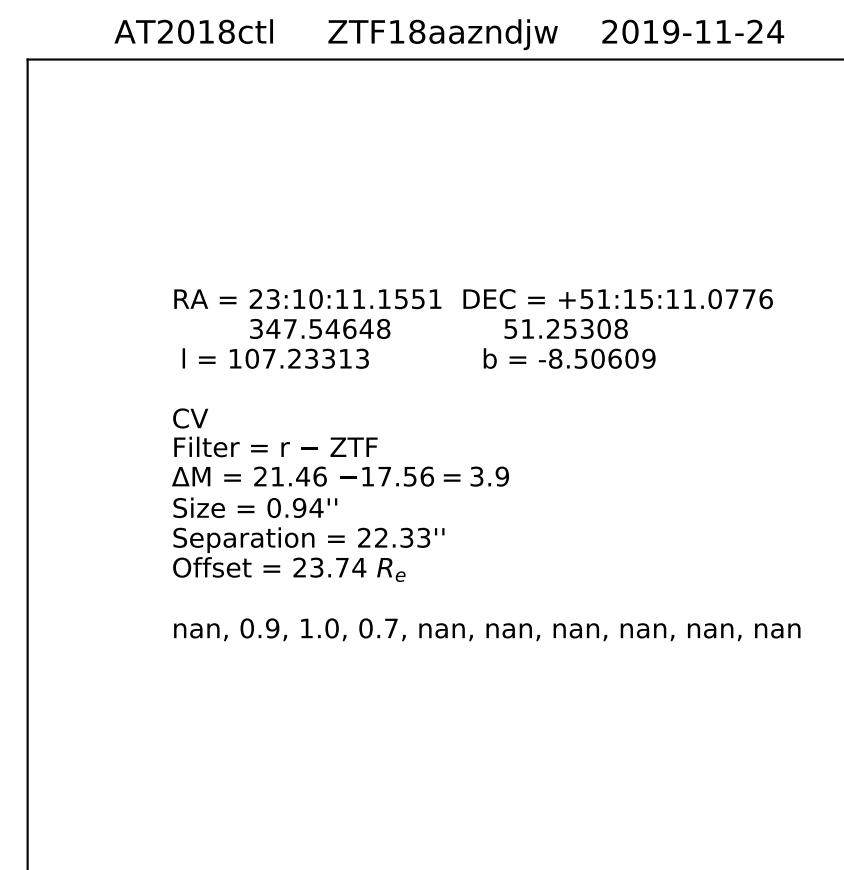 AT2018ctl ZTF18aazndjw 2019-11-24
RA = 23:10:11.1551 DEC = +51:15:11.0776
347.54648 51.25308
l = 107.23313 b = -8.50609
CV
Filter = r − ZTF
ΔM = 21.46 −17.56 = 3.9
Size = 0.94''
Separation = 22.33''
Offset = 23.74 Re
nan, 0.9, 1.0, 0.7, nan, nan, nan, nan, nan, nan